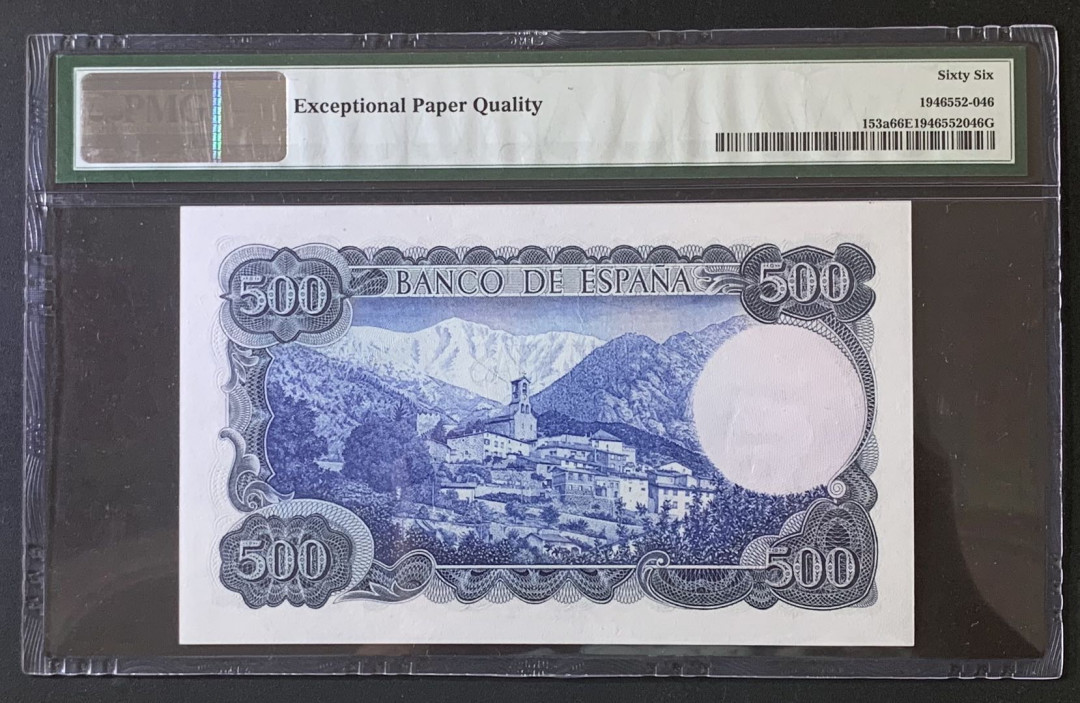 PMG
Exceptional Paper Quality
Sixty Six
1946552-046
153a66E1946552046G
500
BANCO DE ESPAÑA
500
500
500